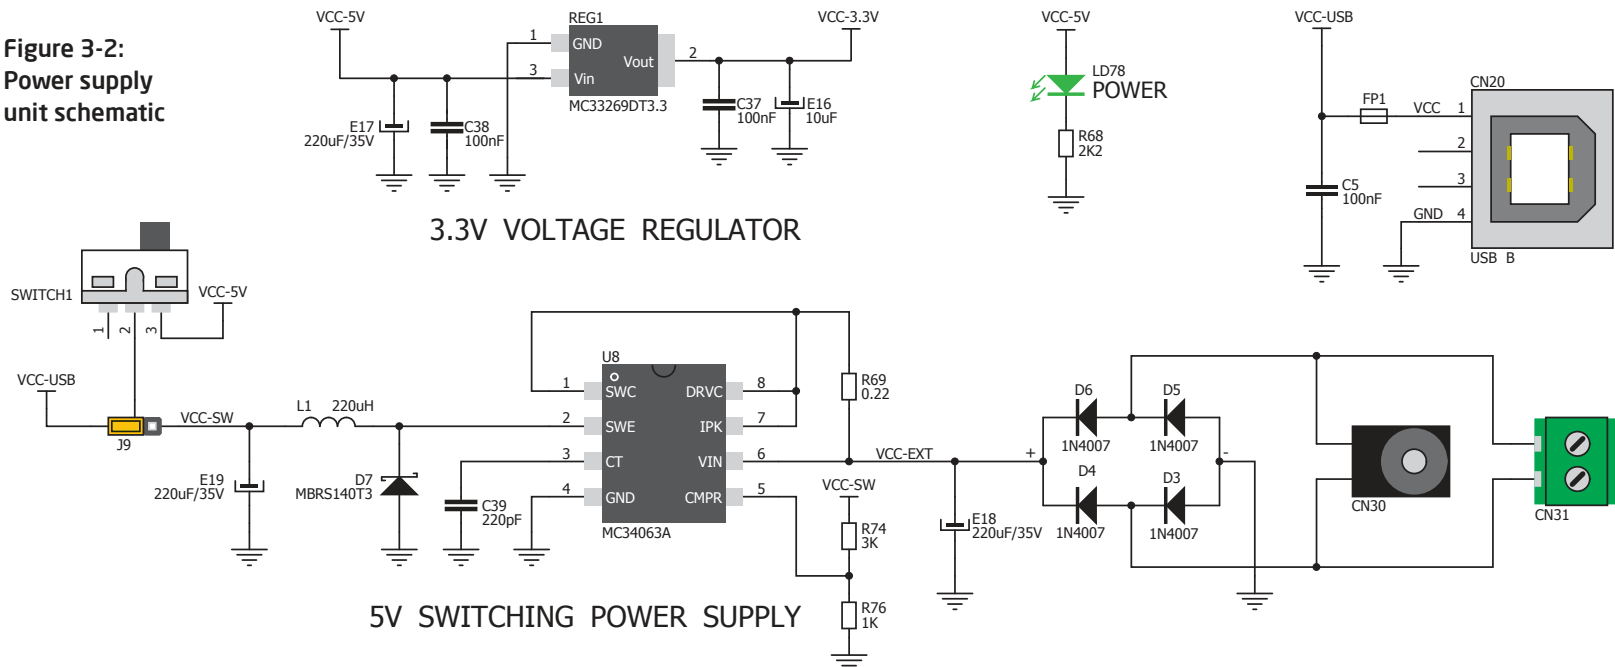 Figure 3-2:
Power supply
unit schematic
VCC-5V
REG1
VCC-3.3V
1
GND
3
Vin
Vout
2
MC33269DT3.3
E17
220uF/35V
C38
100nF
C37
100nF
E16
10uF
3.3V VOLTAGE REGULATOR
VCC-5V
LD78
POWER
R68
2K2
VCC-USB
CN20
FP1
VCC 1
2
3
GND 4
C5
100nF
USB B
SWITCH1
1
2
3
VCC-5V
VCC-USB
J9
VCC-SW
L1 220uH
E19
220uF/35V
D7
MBRS140T3
C39
220pF
U8
1 SWC
2 SWE
3 CT
4 GND
DRVC 8
IPK 7
VIN 6
CMPR 5
MC34063A
R69
0.22
VCC-EXT
VCC-SW
R74
3K
R76
1K
E18
220uF/35V
+
-
D6
1N4007
D5
1N4007
D4
1N4007
D3
1N4007
CN30
CN31
5V SWITCHING POWER SUPPLY